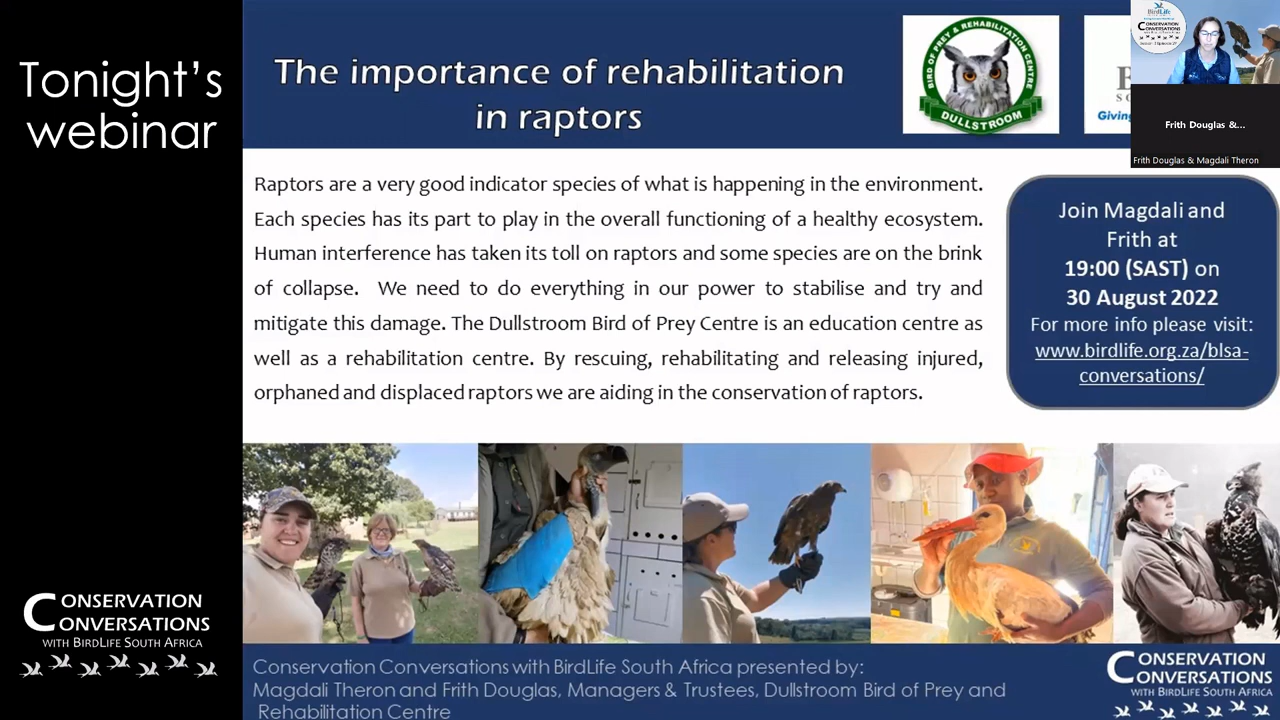 Tonight's
webinar
The importance of rehabilitation
in raptors
BIRD OF PREY & REHABILITATION CENTRE
DULLSTROOM
Giving
BirdLife
CONSERVATION
CONVERSATIONS
Frith Douglas &...
Frith Douglas & Magdali Theron
Raptors are a very good indicator species of what is happening in the environment.
Each species has its part to play in the overall functioning of a healthy ecosystem.
Human interference has taken its toll on raptors and some species are on the brink
of collapse. We need to do everything in our power to stabilise and try and
mitigate this damage. The Dullstroom Bird of Prey Centre is an education centre as
well as a rehabilitation centre. By rescuing, rehabilitating and releasing injured,
orphaned and displaced raptors we are aiding in the conservation of raptors.
Join Magdali and
Frith at
19:00 (SAST) on
30 August 2022
For more info please visit:
www.birdlife.org.za/blsa-
conversations/
CONSERVATION
CONVERSATIONS
WITH BIRDLIFE SOUTH AFRICA
Conservation Conversations with BirdLife South Africa presented by:
Magdali Theron and Frith Douglas, Managers & Trustees, Dullstroom Bird of Prey and
Rehabilitation Centre
CONSERVATION
CONVERSATIONS
WITH BIRDLIFE SOUTH AFRICA